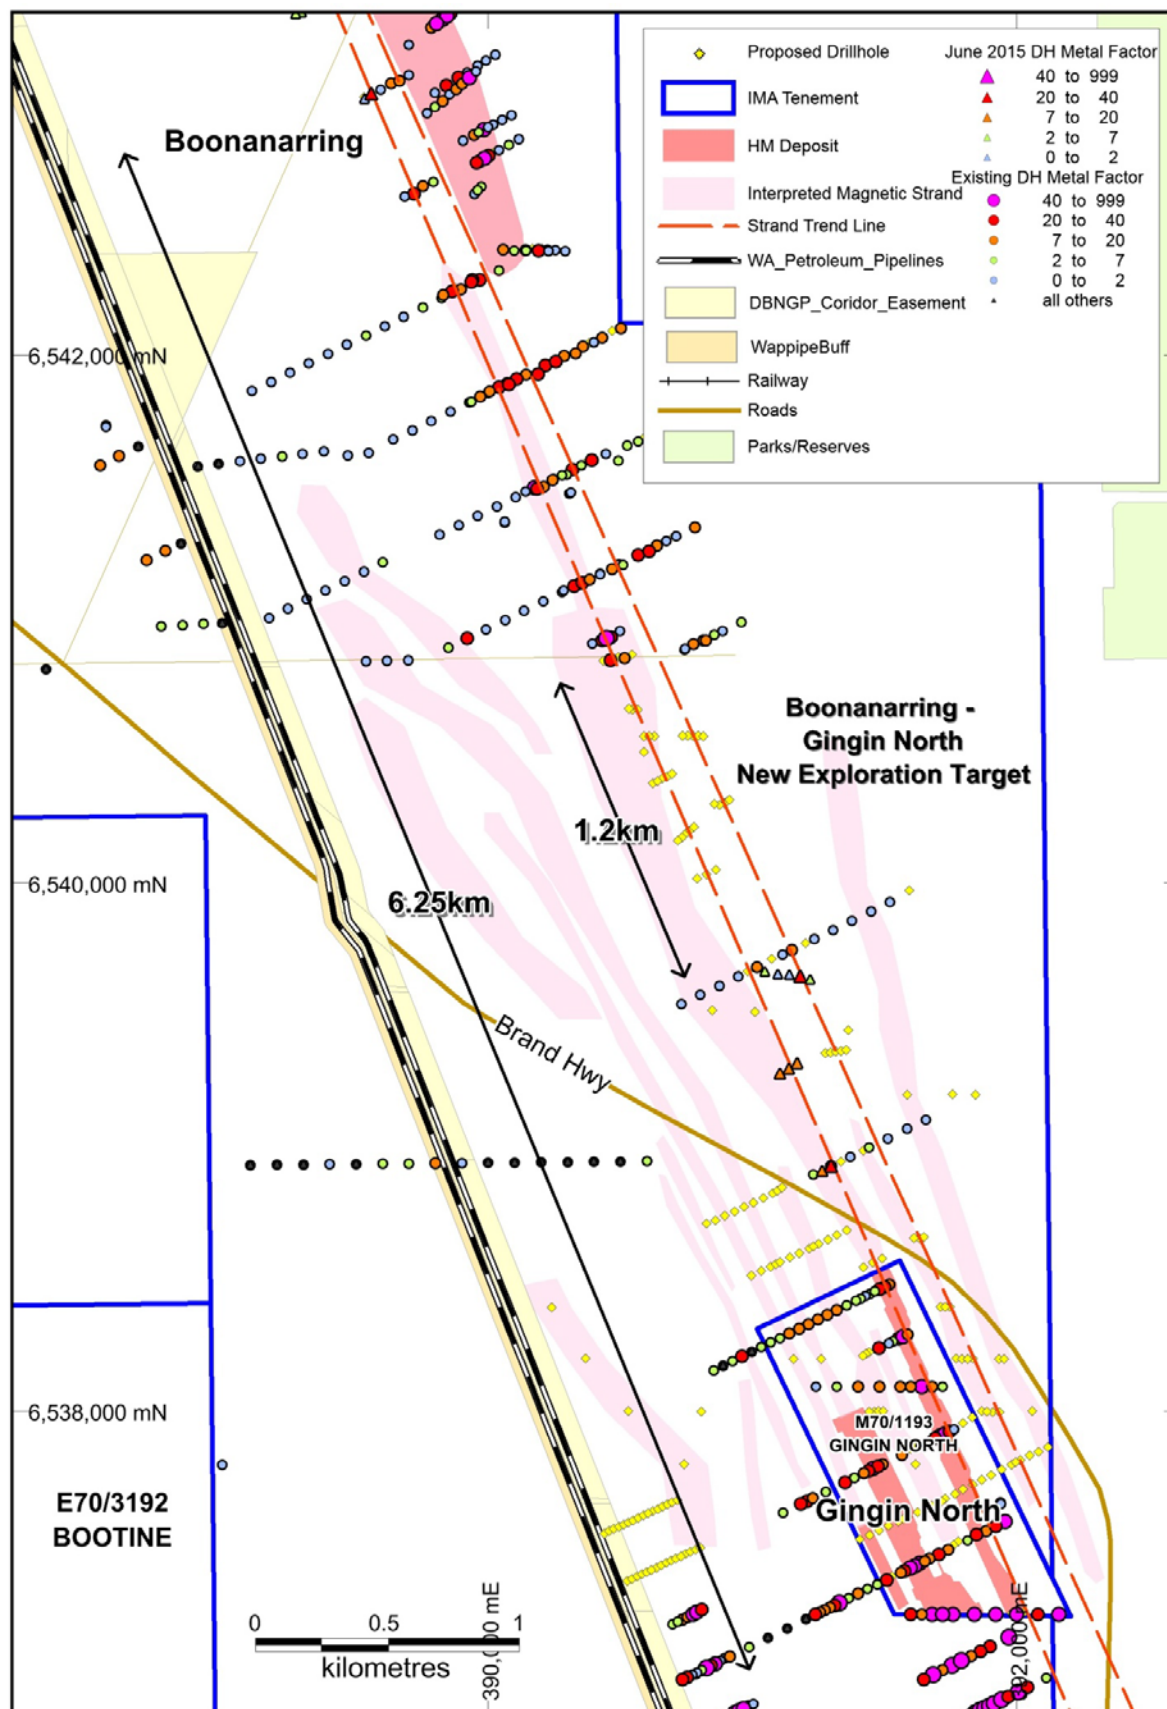 Proposed Drillhole
IMA Tenement
HM Deposit
Interpreted Magnetic Strand
Strand Trend Line
WA_Petroleum_Pipelines
DBNGP_Coridor_Easement
WappipeBuff
Railway
Roads
Parks/Reserves
June 2015 DH Metal Factor
40 to 999
20 to 40
7 to 20
2 to 7
0 to 2
Existing DH Metal Factor
40 to 999
20 to 40
7 to 20
2 to 7
0 to 2
all others
Boonanarring
6,542,000 mN
Boonanarring -
Gingin North
New Exploration Target
1.2km
6,540,000 mN
6.25km
Brand Hwy
6,538,000 mN
M70/1193
GINGIN NORTH
Gingin North
E70/3192
BOOTINE
0 0.5 1
kilometres
390,000 mE
392,000 mE